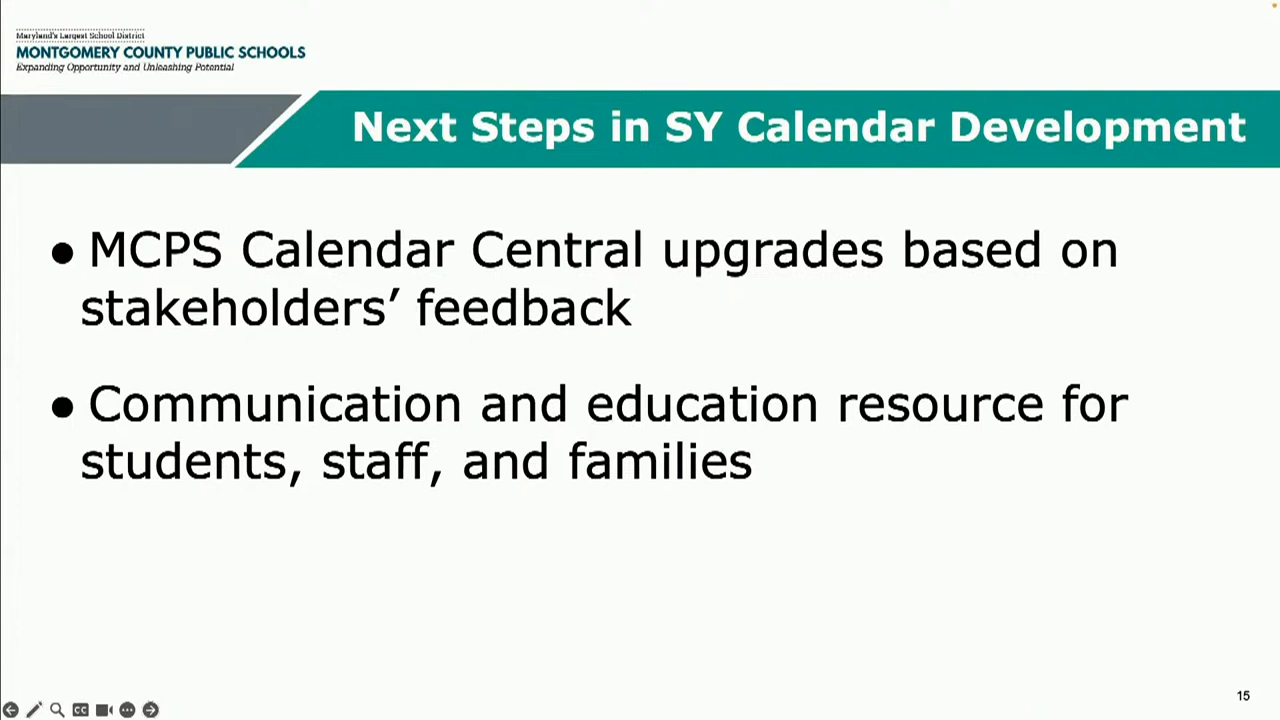 Maryland's Largest School District
MONTGOMERY COUNTY PUBLIC SCHOOLS
Expanding Opportunity and Unleashing Potential
Next Steps in SY Calendar Development
● MCPS Calendar Central upgrades based on
stakeholders’ feedback
● Communication and education resource for
students, staff, and families
15
CC